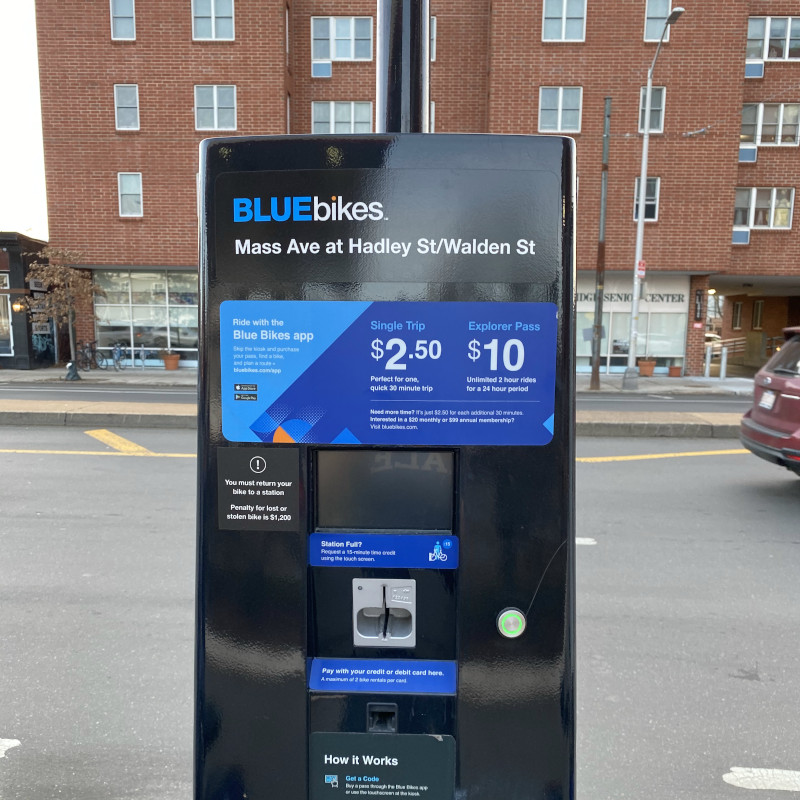 BLUEbikes™
Mass Ave at Hadley St/Walden St
Ride with the
Blue Bikes app
Skip the kiosk and purchase
your pass, find a bike,
and plan a route –
bluebikes.com/app
App Store
Google Play
Single Trip
$2.50
Perfect for one,
quick 30 minute trip
Explorer Pass
$10
Unlimited 2 hour rides
for a 24 hour period
Need more time? It's just $2.50 for each additional 30 minutes.
Interested in a $20 monthly or $99 annual membership?
Visit bluebikes.com.
SENIOR CENTER
!
You must return your
bike to a station
Penalty for lost or
stolen bike is $1,200
Station Full?
Request a 15-minute time credit
using the touch screen.
Pay with your credit or debit card here.
A maximum of 2 bike rentals per card.
How it Works
Get a Code
Buy a pass through the Blue Bikes app
or use the touchscreen at the kiosk.